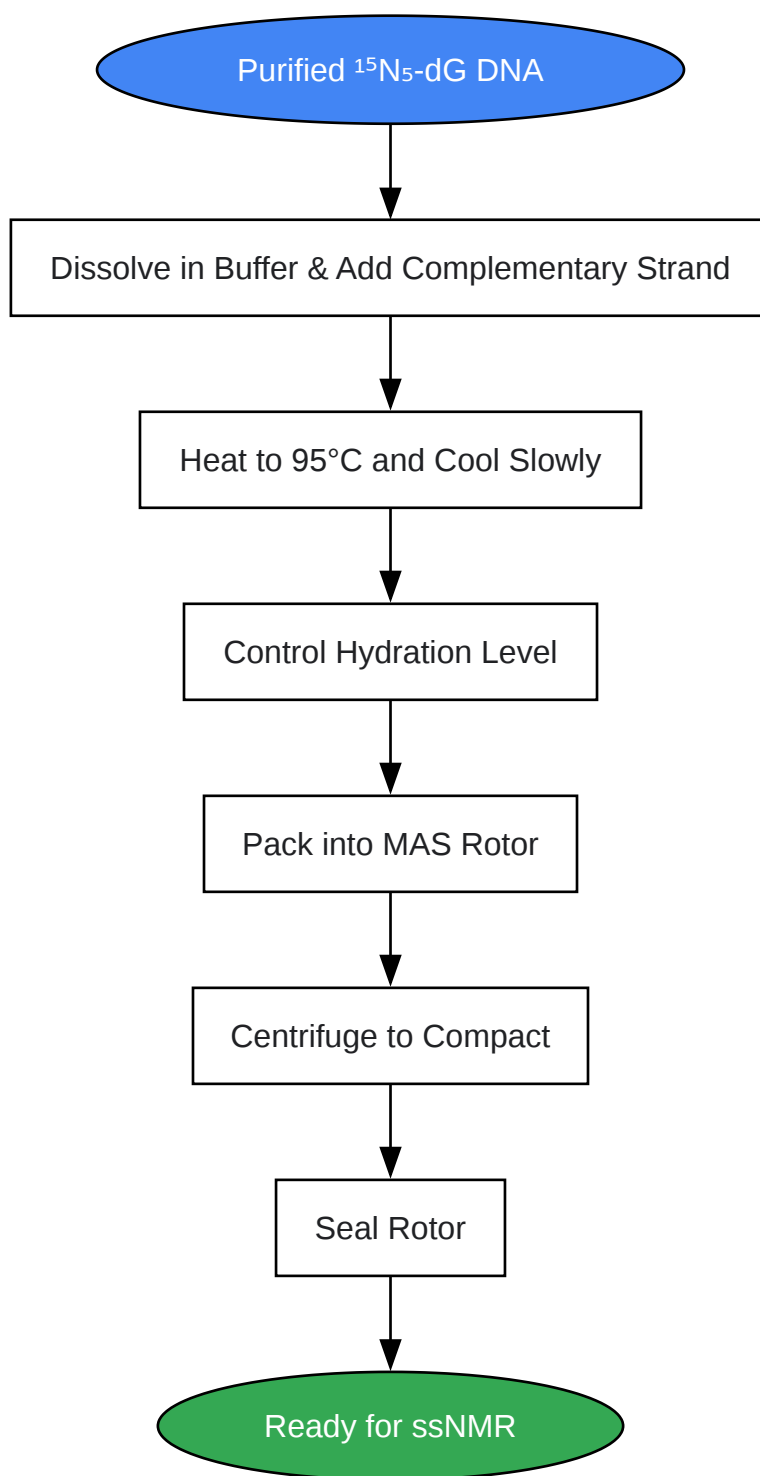 Purified ¹⁵N₅-dG DNA
Dissolve in Buffer & Add Complementary Strand
Heat to 95°C and Cool Slowly
Control Hydration Level
Pack into MAS Rotor
Centrifuge to Compact
Seal Rotor
Ready for ssNMR